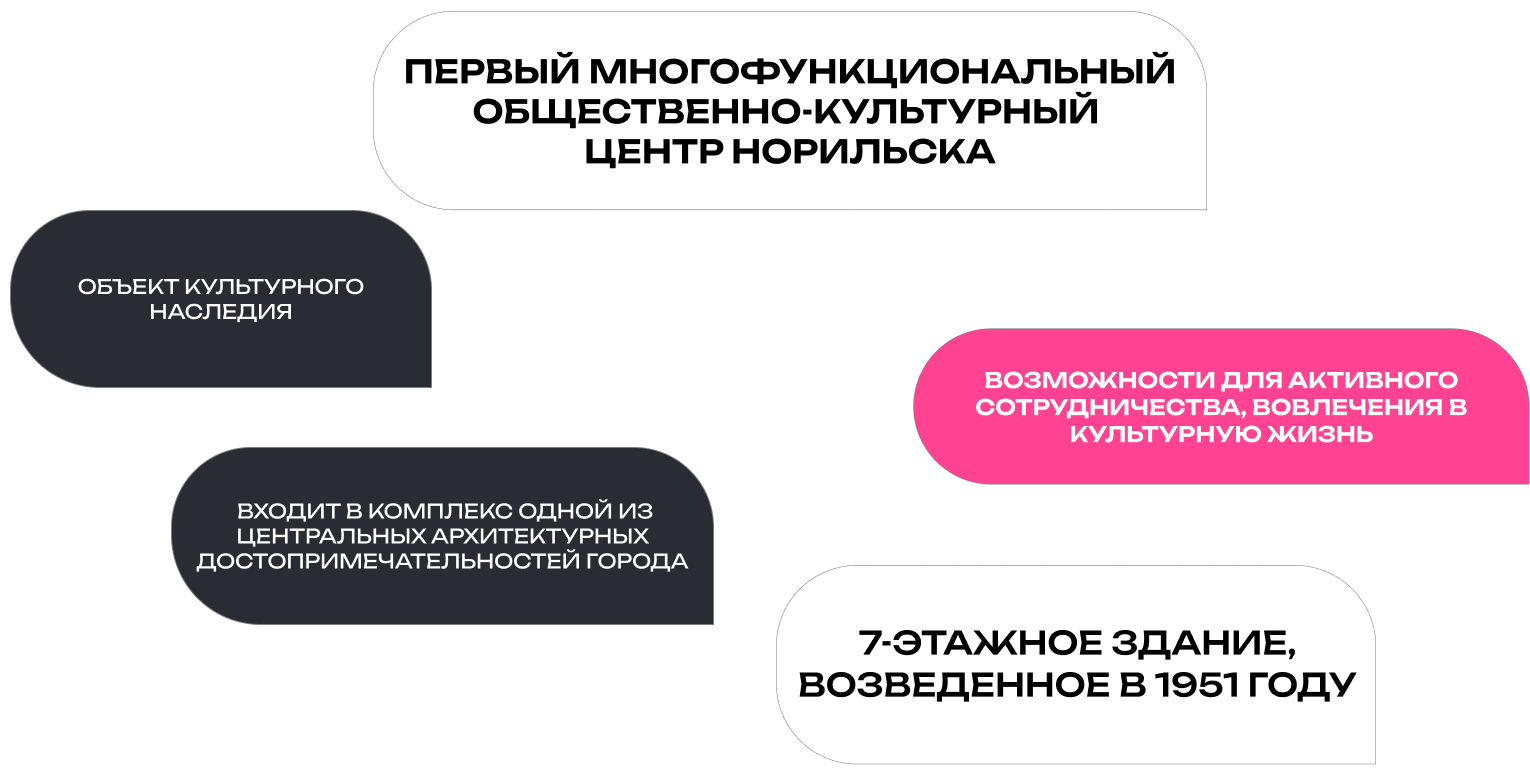 ПЕРВЫЙ МНОГОФУНКЦИОНАЛЬНЫЙ
ОБЩЕСТВЕННО-КУЛЬТУРНЫЙ
ЦЕНТР НОРИЛЬСКА
ОБЪЕКТ КУЛЬТУРНОГО
НАСЛЕДИЯ
ВОЗМОЖНОСТИ ДЛЯ АКТИВНОГО
СОТРУДНИЧЕСТВА, ВОВЛЕЧЕНИЯ В
КУЛЬТУРНУЮ ЖИЗНЬ
ВХОДИТ В КОМПЛЕКС ОДНОЙ ИЗ
ЦЕНТРАЛЬНЫХ АРХИТЕКТУРНЫХ
ДОСТОПРИМЕЧАТЕЛЬНОСТЕЙ ГОРОДА
7-ЭТАЖНОЕ ЗДАНИЕ,
ВОЗВЕДЕННОЕ В 1951 ГОДУ